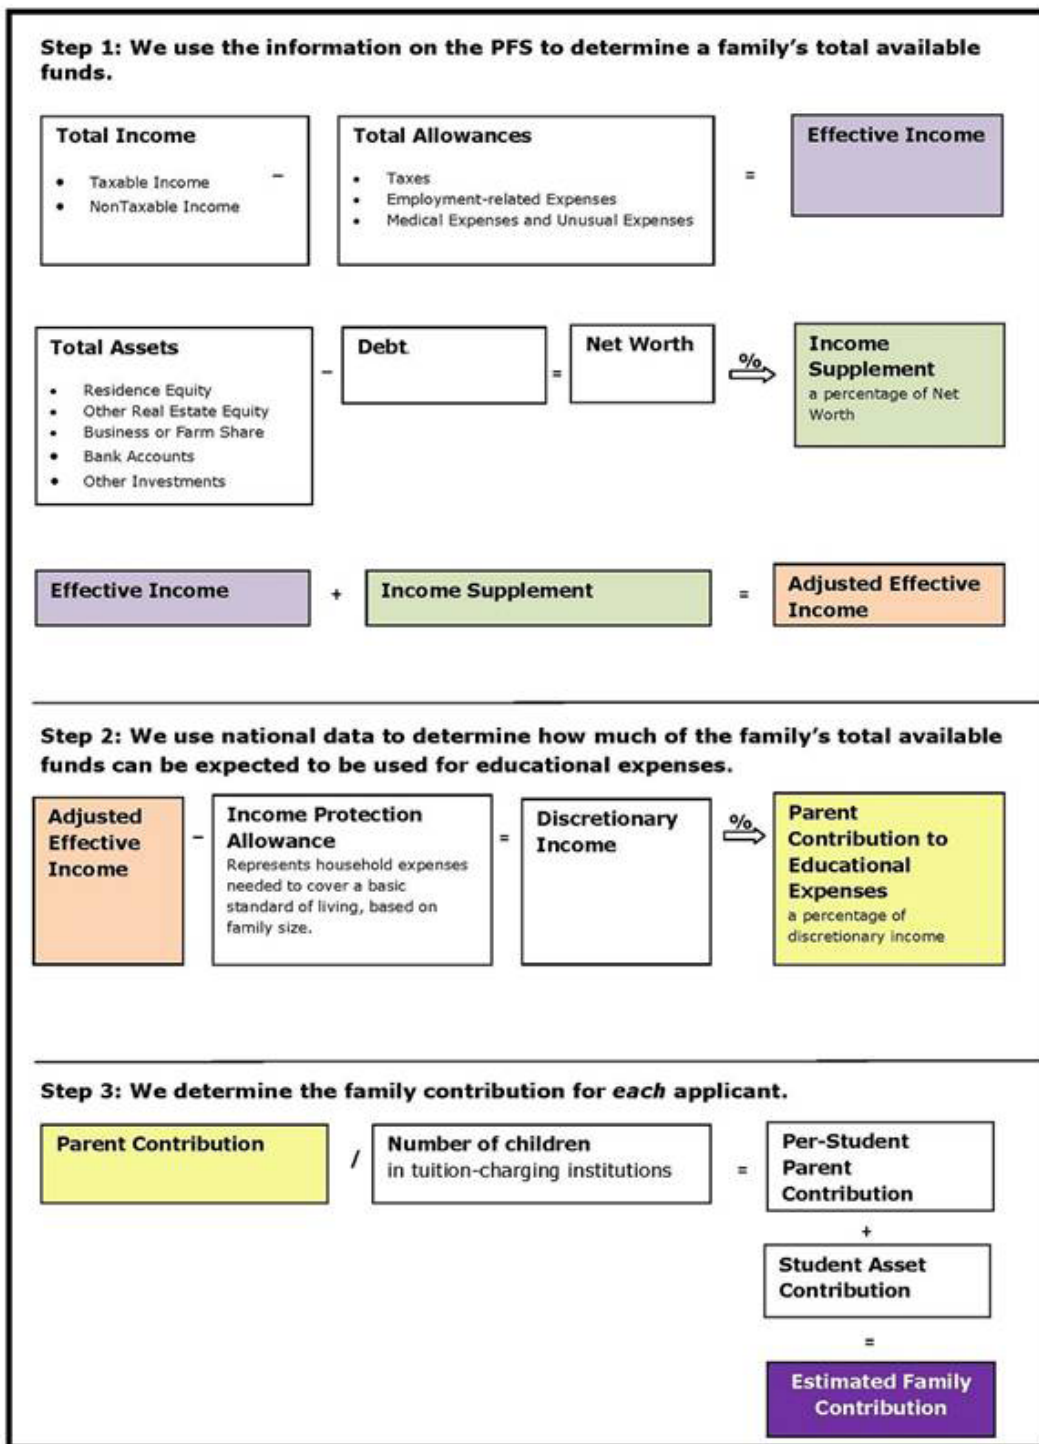 Step 1: We use the information on the PFS to determine a family's total available
funds.
Total Income
• Taxable Income
• NonTaxable Income
–
Total Allowances
• Taxes
• Employment-related Expenses
• Medical Expenses and Unusual Expenses
=
Effective Income
Total Assets
• Residence Equity
• Other Real Estate Equity
• Business or Farm Share
• Bank Accounts
• Other Investments
–
Debt
=
Net Worth
%
Income
Supplement
a percentage of Net
Worth
Effective Income
+
Income Supplement
=
Adjusted Effective
Income
Step 2: We use national data to determine how much of the family's total available
funds can be expected to be used for educational expenses.
Adjusted
Effective
Income
–
Income Protection
Allowance
Represents household expenses
needed to cover a basic
standard of living, based on
family size.
=
Discretionary
Income
%
Parent
Contribution to
Educational
Expenses
a percentage of
discretionary income
Step 3: We determine the family contribution for each applicant.
Parent Contribution
/
Number of children
in tuition-charging institutions
=
Per-Student
Parent
Contribution
+
Student Asset
Contribution
=
Estimated Family
Contribution